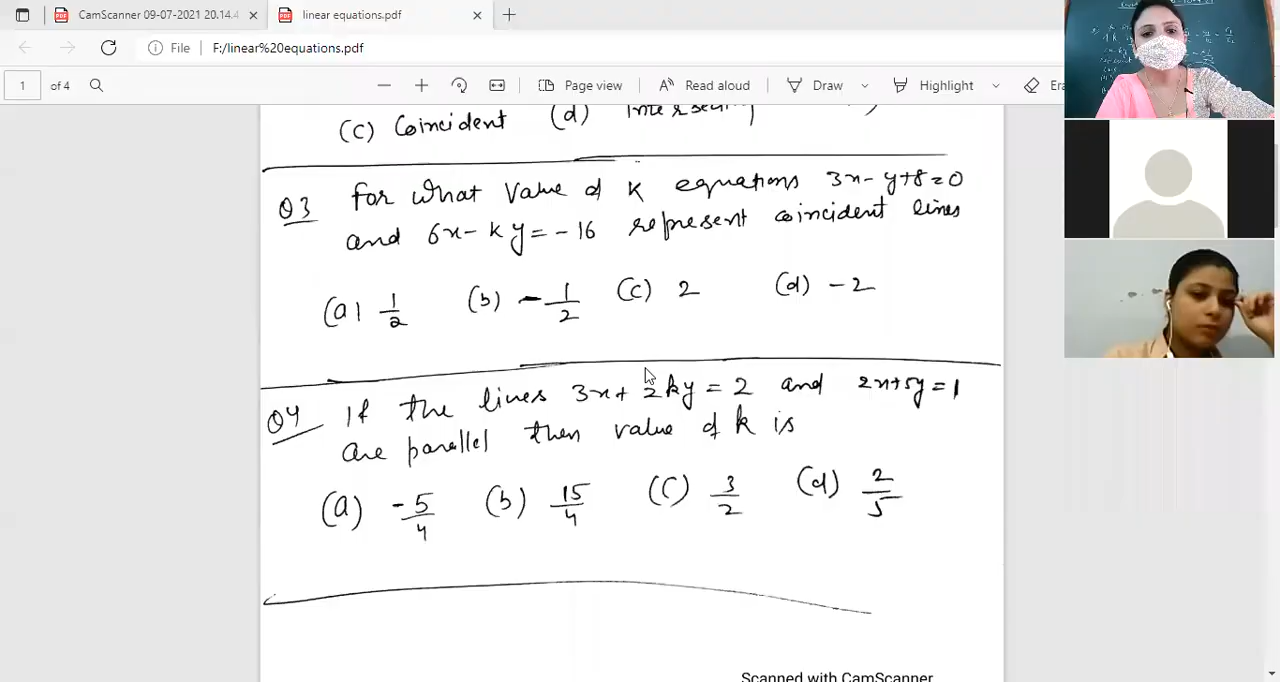 CamScanner 09-07-2021 20.14.4
linear equations.pdf
File F:/linear%20equations.pdf
1 of 4
Page view
Read aloud
Draw
Highlight
Era
(c) Coincident (d) Intersecting
Q3 For what value of K equations 3x-y+8=0
and 6x-ky=-16 represent coincident lines
(a) 1/2 (b) -1/2 (c) 2 (d) -2
Q4 If the lines 3x+2ky=2 and 2x+5y=1
are parallel then value of k is
(a) -5/4 (b) 15/4 (C) 3/2 (d) 2/5
Scanned with CamScanner